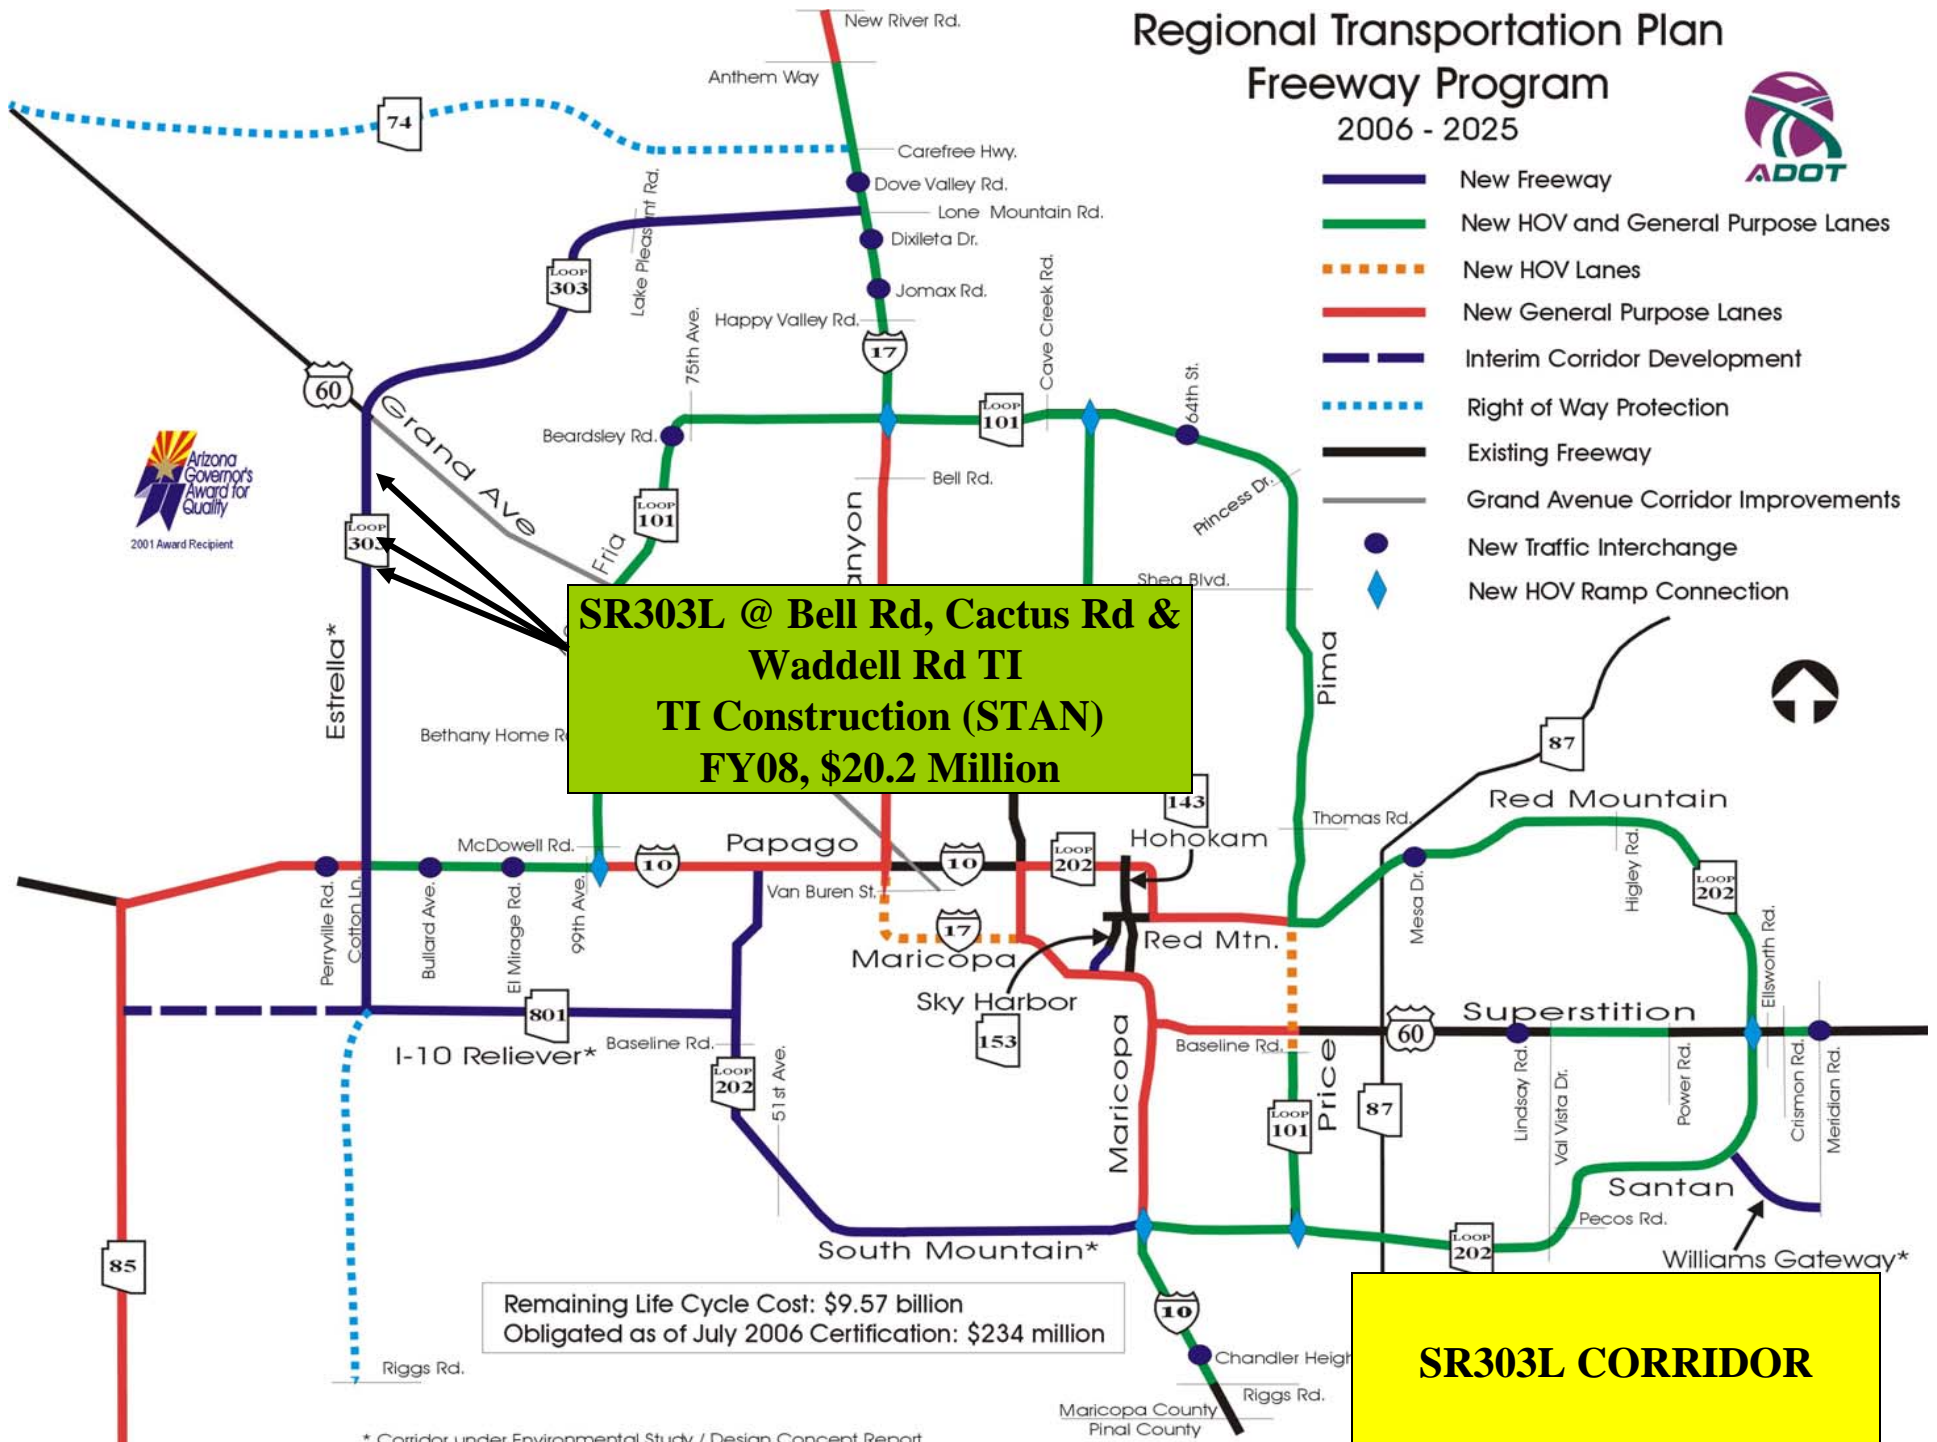 Regional Transportation Plan
Freeway Program
2006 - 2025
ADOT
New Freeway
New HOV and General Purpose Lanes
New HOV Lanes
New General Purpose Lanes
Interim Corridor Development
Right of Way Protection
Existing Freeway
Grand Avenue Corridor Improvements
New Traffic Interchange
New HOV Ramp Connection
New River Rd.
Anthem Way
74
Carefree Hwy.
Dove Valley Rd.
Lone Mountain Rd.
Lake Pleasant Rd.
Dixileta Dr.
LOOP
303
Jomax Rd.
Happy Valley Rd.
17
75th Ave.
Cave Creek Rd.
64th St.
60
Grand Ave
LOOP
101
Beardsley Rd.
Bell Rd.
Princess Dr.
Arizona
Governor's
Award for
Quality
2001 Award Recipient
LOOP
303
LOOP
101
Fria
anyon
Shea Blvd.
SR303L @ Bell Rd, Cactus Rd &
Waddell Rd TI
TI Construction (STAN)
FY08, $20.2 Million
Estrella*
Pima
Bethany Home
87
143
Red Mountain
Thomas Rd.
Hohokam
McDowell Rd.
Papago
10
10
LOOP
202
Van Buren St.
Perryville Rd.
Cotton Ln.
Bullard Ave.
El Mirage Rd.
99th Ave.
17
Maricopa
Red Mtn.
Mesa Dr.
Higley Rd.
LOOP
202
Ellsworth Rd.
Sky Harbor
153
801
I-10 Reliever*
Baseline Rd.
LOOP
202
51st Ave.
Maricopa
Baseline Rd.
Price
60
Superstition
Lindsay Rd.
Val Vista Dr.
Power Rd.
Crismon Rd.
Meridian Rd.
LOOP
101
87
Santan
Pecos Rd.
South Mountain*
LOOP
202
Williams Gateway*
85
Remaining Life Cycle Cost: $9.57 billion
Obligated as of July 2006 Certification: $234 million
10
Chandler Heigh
Riggs Rd.
Riggs Rd.
Maricopa County
Pinal County
SR303L CORRIDOR
* Corridor under Environmental Study / Design Concept Report